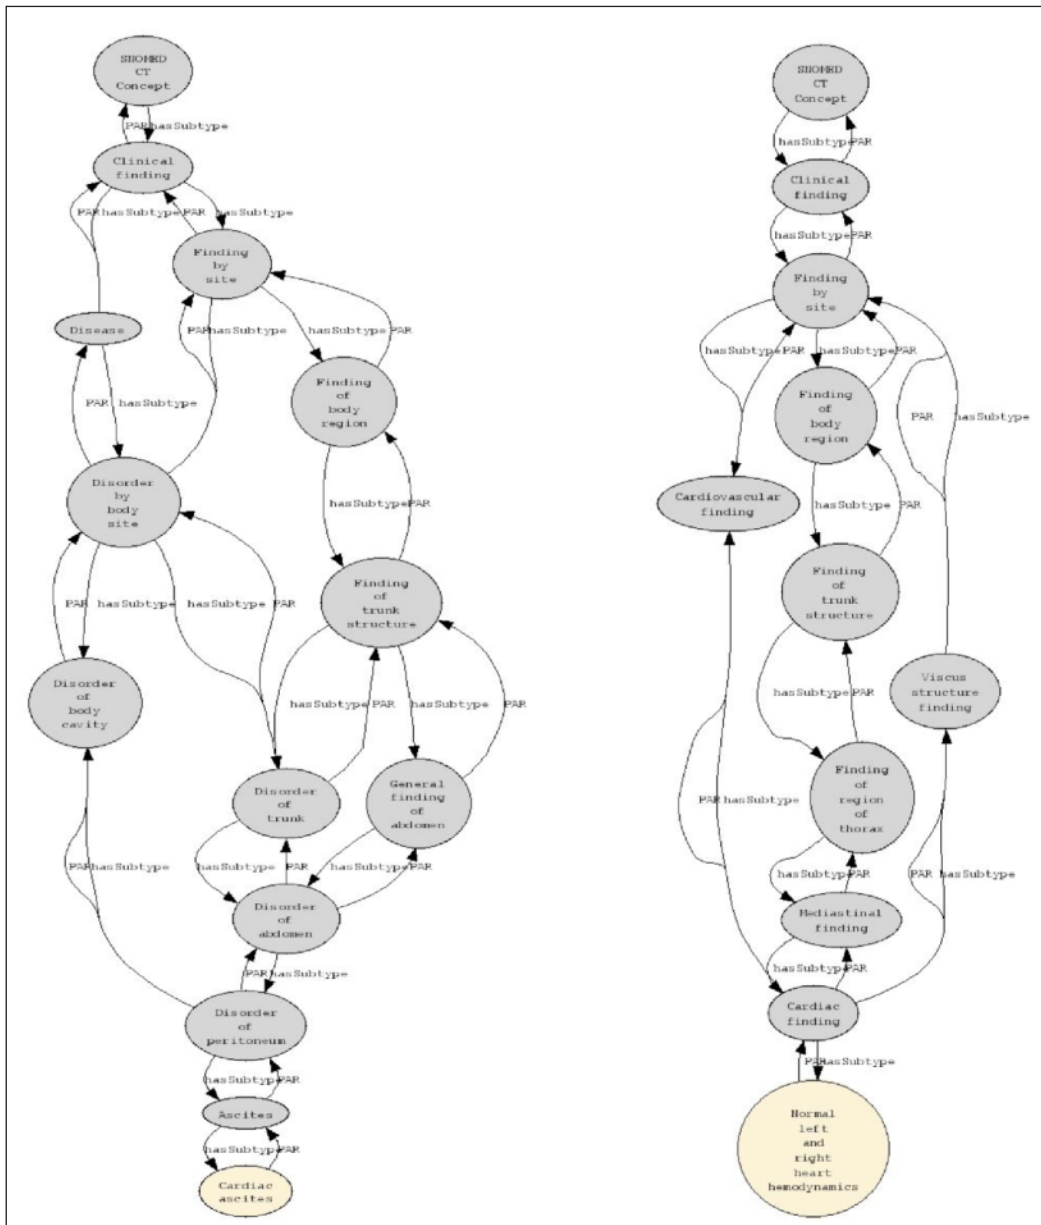 SNOMED
CT
Concept
PAR hasSubtype
Clinical
finding
PAR hasSubtype PAR hasSubtype
Finding
by
site
Disease
PAR hasSubtype
hasSubtype PAR
PAR hasSubtype
Finding
of
body
region
Disorder
by
body
site
hasSubtype PAR
PAR hasSubtype
hasSubtype PAR
Finding
of
trunk
structure
Disorder
of
body
cavity
hasSubtype PAR
hasSubtype PAR
Disorder
of
trunk
General
finding
of
abdomen
PAR hasSubtype
hasSubtype PAR
hasSubtype PAR
Disorder
of
abdomen
PAR hasSubtype
Disorder
of
peritoneum
hasSubtype PAR
Ascites
hasSubtype PAR
Cardiac
ascites
SNOMED
CT
Concept
hasSubtype PAR
Clinical
finding
hasSubtype PAR
Finding
by
site
hasSubtype PAR
hasSubtype PAR
Finding
of
body
region
PAR hasSubtype
Cardiovascular
finding
hasSubtype PAR
Finding
of
trunk
structure
Viscus
structure
finding
hasSubtype PAR
Finding
of
region
of
thorax
PAR hasSubtype
hasSubtype PAR
PAR hasSubtype
Mediastinal
finding
hasSubtype PAR
Cardiac
finding
PAR hasSubtype
Normal
left
and
right
heart
hemodynamics